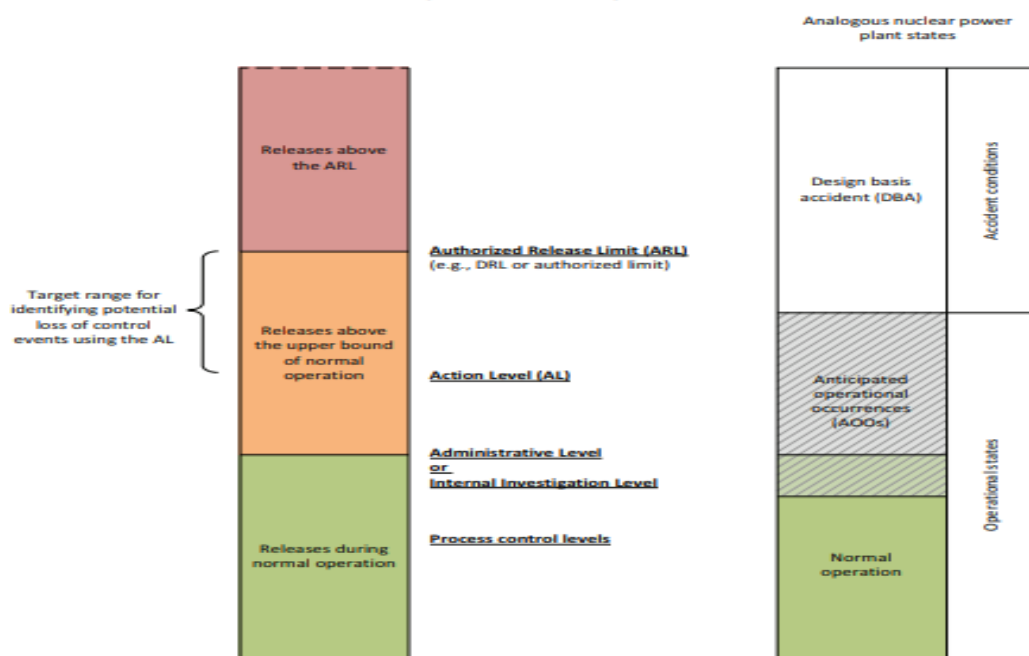 Analogous nuclear power
plant states
Releases above
the ARL
Authorized Release Limit (ARL)
(e.g., DRL or authorized limit)
Target range for
identifying potential
loss of control
events using the AL
Releases above
the upper bound
of normal
operation
Action Level (AL)
Administrative Level
or
Internal Investigation Level
Process control levels
Releases during
normal operation
Design basis
accident (DBA)
Accident conditions
Anticipated
operational
occurrences
(AOOs)
Operational states
Normal
operation